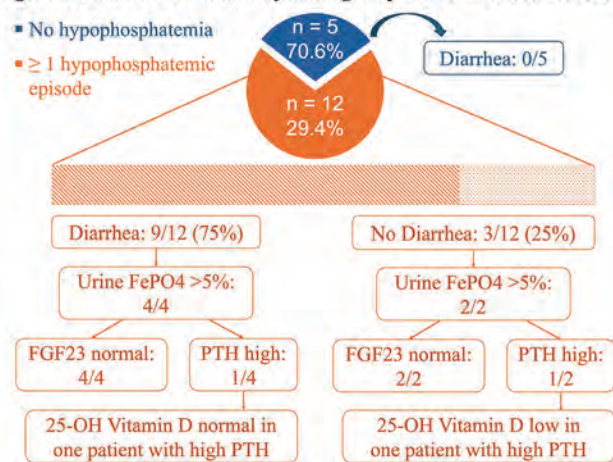 No hypophosphatemia
≥ 1 hypophosphatemic
episode
n = 5
70.6%
Diarrhea: 0/5
n = 12
29.4%
Diarrhea: 9/12 (75%)
No Diarrhea: 3/12 (25%)
Urine FePO4 >5%:
4/4
Urine FePO4 >5%:
2/2
FGF23 normal:
4/4
PTH high:
1/4
FGF23 normal:
2/2
PTH high:
1/2
25-OH Vitamin D normal in
one patient with high PTH
25-OH Vitamin D low in
one patient with high PTH